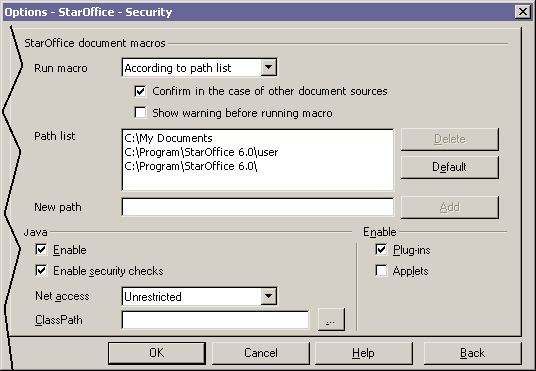 Options - StarOffice - Security
StarOffice document macros
Run macro According to path list
Confirm in the case of other document sources
Show warning before running macro
Path list C:\My Documents Delete
C:\Program\StarOffice 6.0\user
C:\Program\StarOffice 6.0\ Default
New path Add
Java Enable
Enable Plug-ins
Enable security checks Applets
Net access Unrestricted
ClassPath ...
OK Cancel Help Back